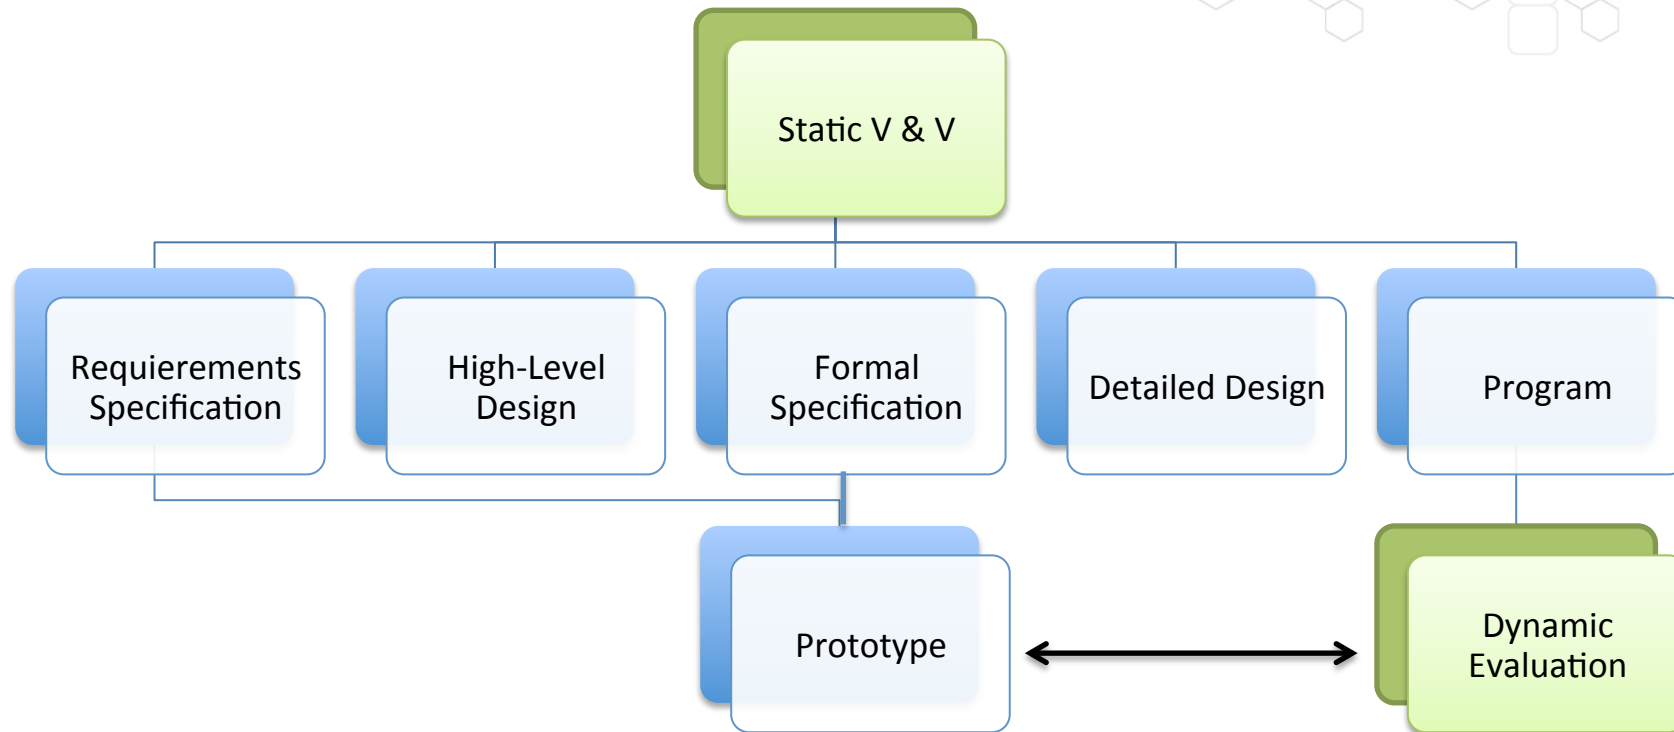 Static V & V
Requierements
Specification
High-Level
Design
Formal
Specification
Detailed Design
Program
Prototype
Dynamic
Evaluation